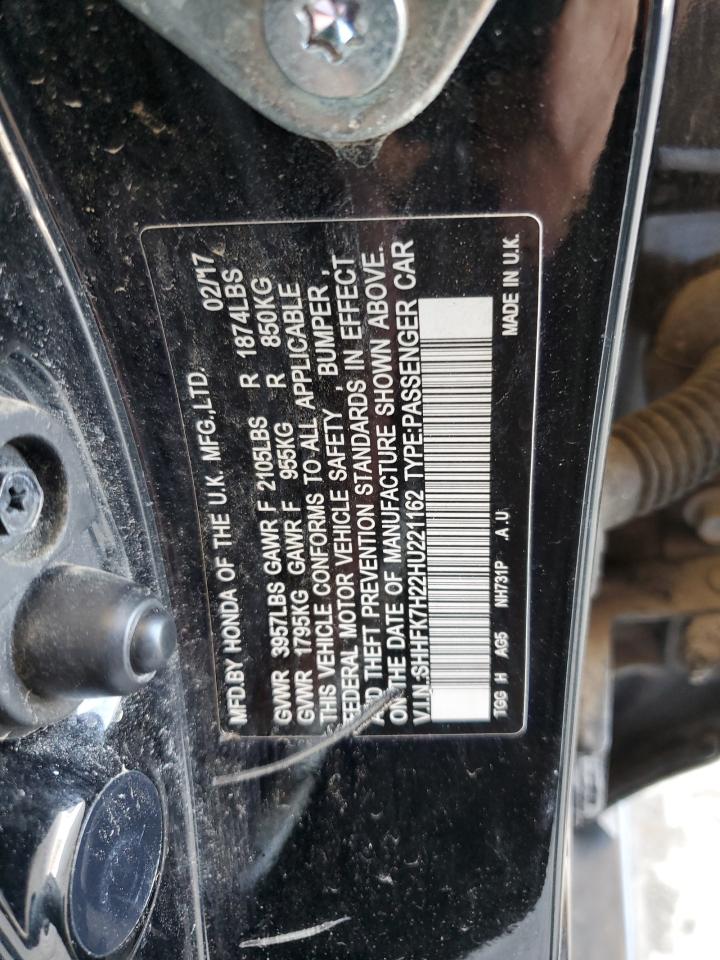 MFD.BY HONDA OF THE U.K. MFG.,LTD. 02/17
GVWR 3957LBS GAWR F 2105LBS R 1874LBS
GVWR 1795KG GAWR F 955KG R 850KG
THIS VEHICLE CONFORMS TO ALL APPLICABLE
FEDERAL MOTOR VEHICLE SAFETY , BUMPER ,
AND THEFT PREVENTION STANDARDS IN EFFECT
ON THE DATE OF MANUFACTURE SHOWN ABOVE.
V.I.N.:SHHFK7H22HU221162 TYPE:PASSENGER CAR
TGG H AG5 NH731P .A.U MADE IN U.K.